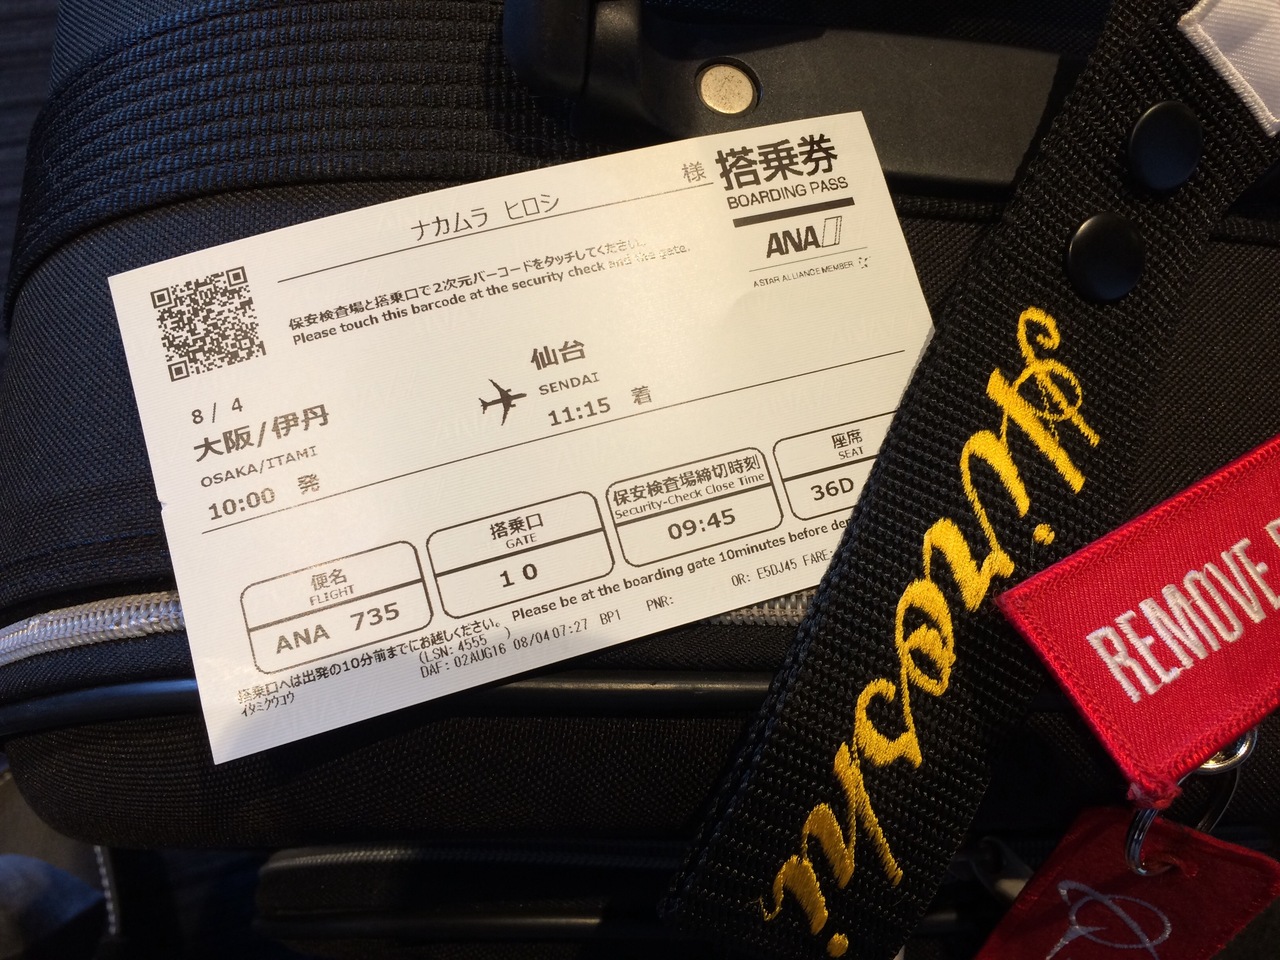 ナカムラ ヒロシ 様
搭乗券
BOARDING PASS
ANA
A STAR ALLIANCE MEMBER
保安検査場と搭乗口で2次元バーコードをタッチしてください。
Please touch this barcode at the security check and the gate.
8/ 4
大阪/伊丹
OSAKA/ITAMI
10:00 発
仙台
SENDAI
11:15 着
便名
FLIGHT
ANA 735
搭乗口
GATE
10
保安検査場締切時刻
Security-Check Close Time
09:45
座席
SEAT
36D
搭乗口へは出発の10分前までにお越しください。
Please be at the boarding gate 10minutes before
イタミクウコウ
(LSN: 4555 )
DAF: 02AUG16 08/04 07:27 BP1 PNR:
OR: E5DJ45 FARE:
Hiroshi
REMOVE